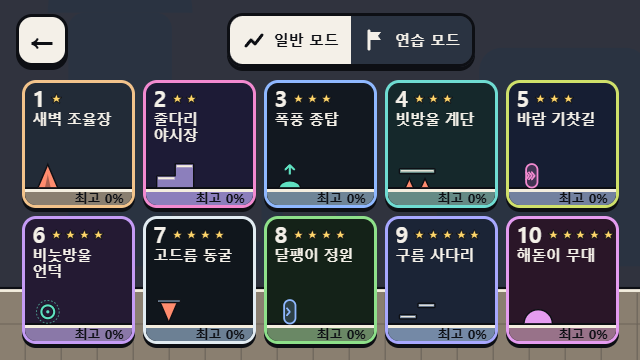 일반 모드
연습 모드
1
새벽 조율장
최고 0%
2
줄다리
야시장
최고 0%
3
폭풍 종탑
최고 0%
4
빗방울 계단
최고 0%
5
바람 기찻길
최고 0%
6
비눗방울
언덕
최고 0%
7
고드름 동굴
최고 0%
8
달팽이 정원
최고 0%
9
구름 사다리
최고 0%
10
해돋이 무대
최고 0%